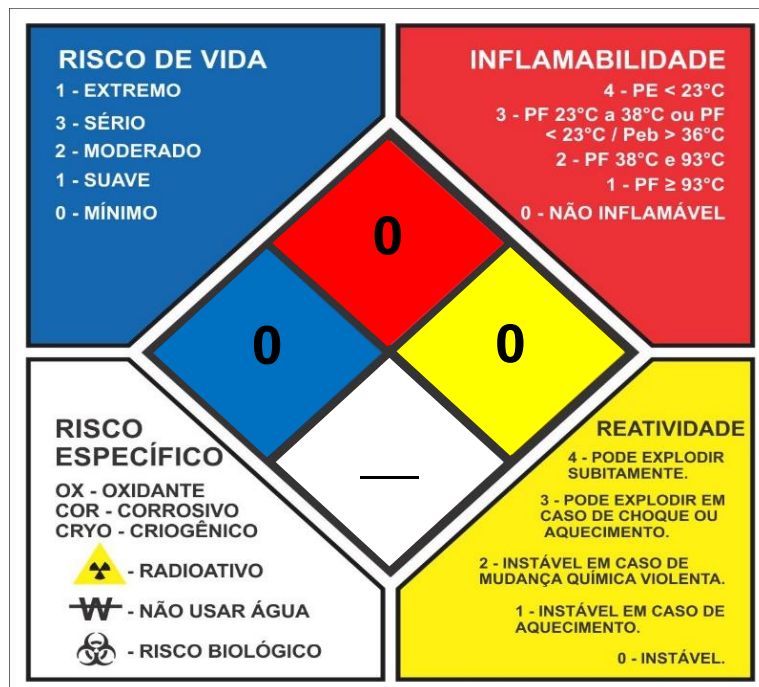 RISCO DE VIDA
1 - EXTREMO
3 - SÉRIO
2 - MODERADO
1 - SUAVE
0 - MÍNIMO
INFLAMABILIDADE
4 - PE < 23°C
3 - PF 23°C a 38°C ou PF
< 23°C / Peb > 36°C
2 - PF 38°C e 93°C
1 - PF ≥ 93°C
0 - NÃO INFLAMÁVEL
0
0
0
RISCO
ESPECÍFICO
OX - OXIDANTE
COR - CORROSIVO
CRYO - CRIOGÊNICO
- RADIOATIVO
W - NÃO USAR ÁGUA
- RISCO BIOLÓGICO
REATIVIDADE
4 - PODE EXPLODIR
SUBITAMENTE.
3 - PODE EXPLODIR EM
CASO DE CHOQUE OU
AQUECIMENTO.
2 - INSTÁVEL EM CASO DE
MUDANÇA QUÍMICA VIOLENTA.
1 - INSTÁVEL EM CASO DE
AQUECIMENTO.
0 - INSTÁVEL.